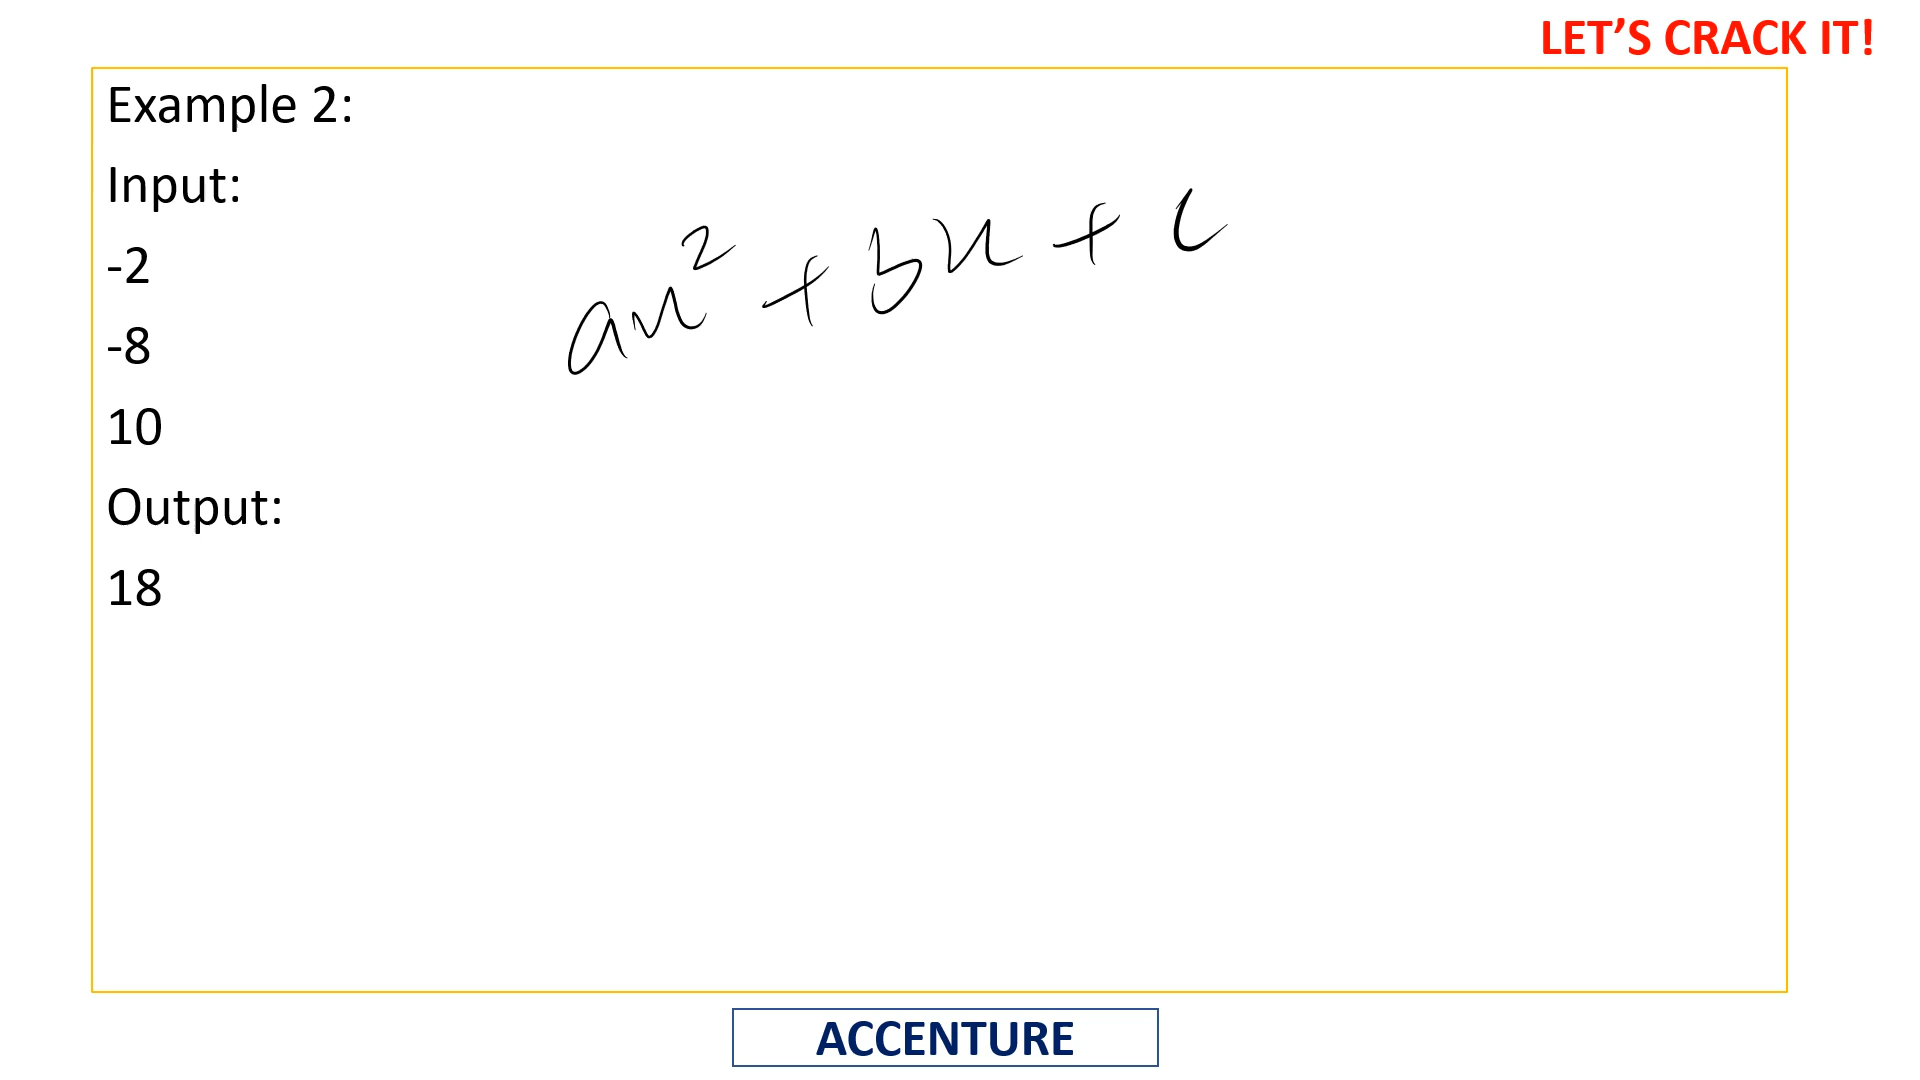 LET’S CRACK IT!
Example 2:
Input:
-2
-8
10
Output:
18
ax² + bx + c
ACCENTURE